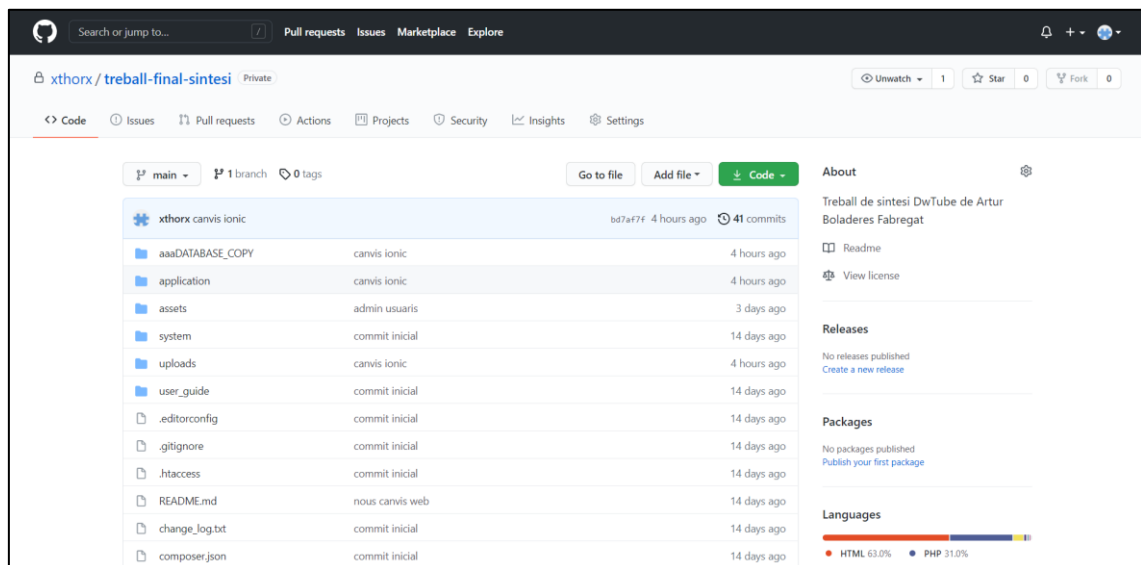 Search or jump to... / Pull requests Issues Marketplace Explore
xthorx / treball-final-sintesi Private Unwatch 1 Star 0 Fork 0
Code Issues Pull requests Actions Projects Security Insights Settings
main 1 branch 0 tags Go to file Add file Code
xthorx canvis ionic bd7af7f 4 hours ago 41 commits
aaaDATABASE_COPY canvis ionic 4 hours ago
application canvis ionic 4 hours ago
assets admin usuaris 3 days ago
system commit inicial 14 days ago
uploads canvis ionic 4 hours ago
user_guide commit inicial 14 days ago
.editorconfig commit inicial 14 days ago
.gitignore commit inicial 14 days ago
.htaccess commit inicial 14 days ago
README.md nous canvis web 14 days ago
change_log.txt commit inicial 14 days ago
composer.json commit inicial 14 days ago
About
Treball de sintesi DwTube de Artur
Boladeres Fabregat
Readme
View license
Releases
No releases published
Create a new release
Packages
No packages published
Publish your first package
Languages
HTML 63.0% PHP 31.0%